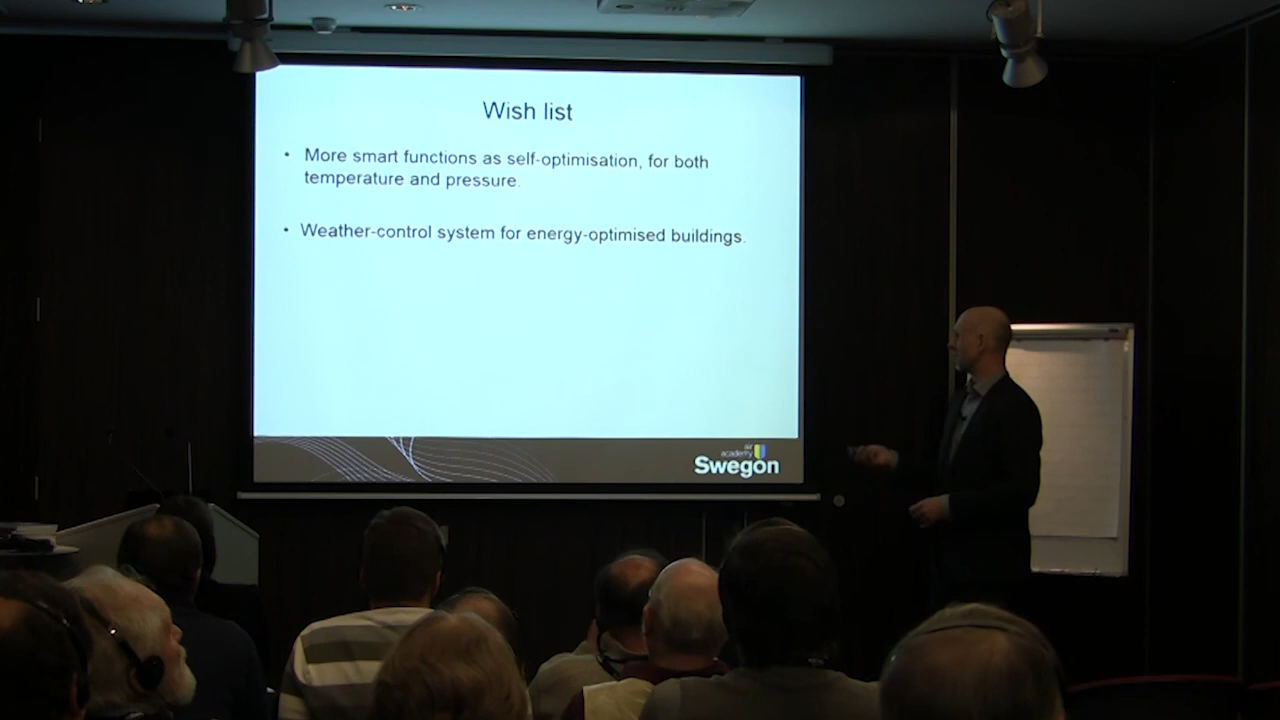 Wish list
• More smart functions as self-optimisation, for both
temperature and pressure.
• Weather-control system for energy-optimised buildings.
air
academy
Swegon